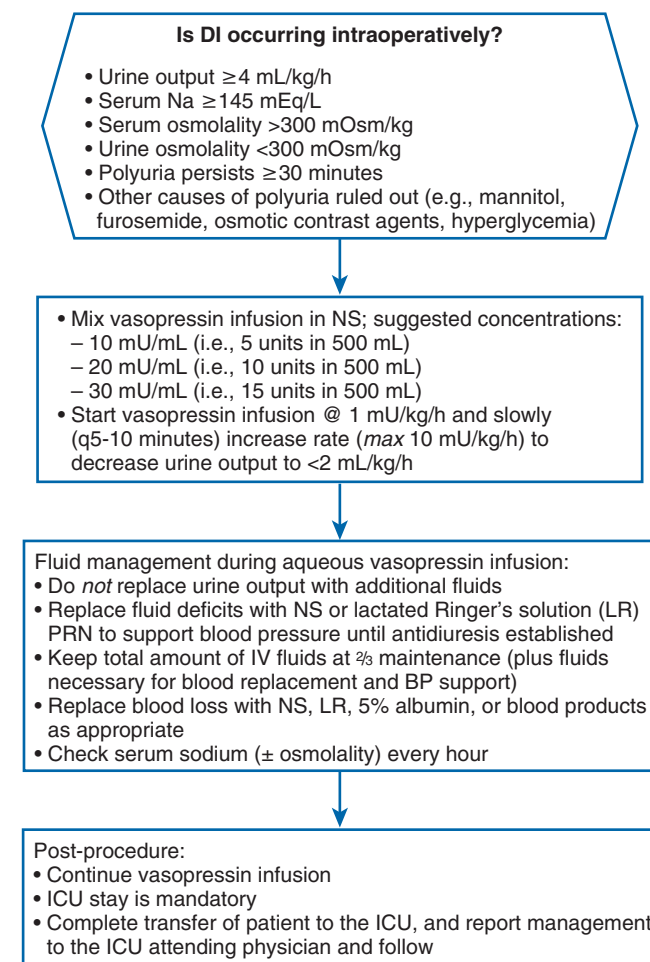 Is DI occurring intraoperatively?
• Urine output ≥4 mL/kg/h
• Serum Na ≥145 mEq/L
• Serum osmolality >300 mOsm/kg
• Urine osmolality <300 mOsm/kg
• Polyuria persists ≥30 minutes
• Other causes of polyuria ruled out (e.g., mannitol,
furosemide, osmotic contrast agents, hyperglycemia)
• Mix vasopressin infusion in NS; suggested concentrations:
– 10 mU/mL (i.e., 5 units in 500 mL)
– 20 mU/mL (i.e., 10 units in 500 mL)
– 30 mU/mL (i.e., 15 units in 500 mL)
• Start vasopressin infusion @ 1 mU/kg/h and slowly
(q5-10 minutes) increase rate (max 10 mU/kg/h) to
decrease urine output to <2 mL/kg/h
Fluid management during aqueous vasopressin infusion:
• Do not replace urine output with additional fluids
• Replace fluid deficits with NS or lactated Ringer's solution (LR)
PRN to support blood pressure until antidiuresis established
• Keep total amount of IV fluids at ⅔ maintenance (plus fluids
necessary for blood replacement and BP support)
• Replace blood loss with NS, LR, 5% albumin, or blood products
as appropriate
• Check serum sodium (± osmolality) every hour
Post-procedure:
• Continue vasopressin infusion
• ICU stay is mandatory
• Complete transfer of patient to the ICU, and report management
to the ICU attending physician and follow